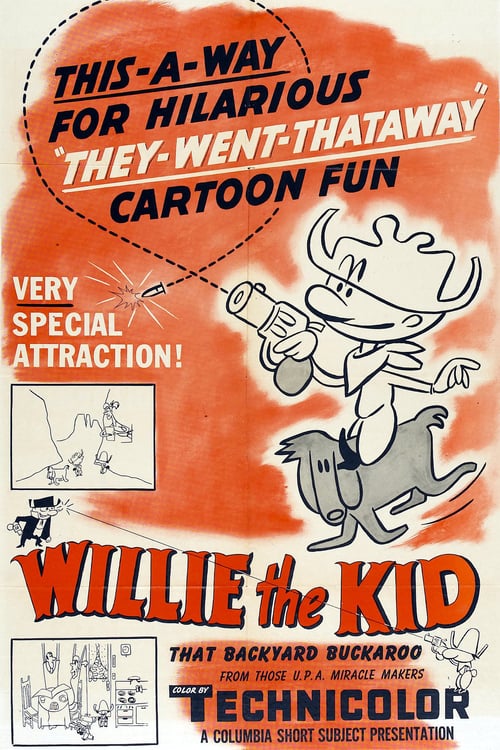 THIS-A-WAY
FOR HILARIOUS
"THEY-WENT-THATAWAY"
CARTOON FUN
VERY
SPECIAL
ATTRACTION!
WILLIE the KID
THAT BACKYARD BUCKAROO
FROM THOSE U.P.A. MIRACLE MAKERS
COLOR BY
TECHNICOLOR
A COLUMBIA SHORT SUBJECT PRESENTATION